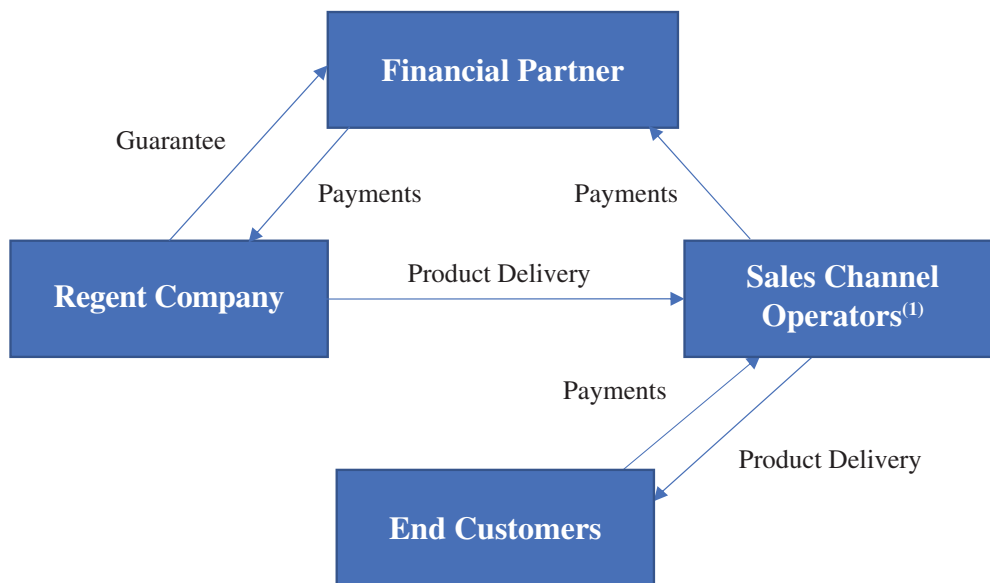 Financial Partner
Guarantee
Payments
Payments
Regent Company
Product Delivery
Sales Channel
Operators(1)
Payments
Product Delivery
End Customers